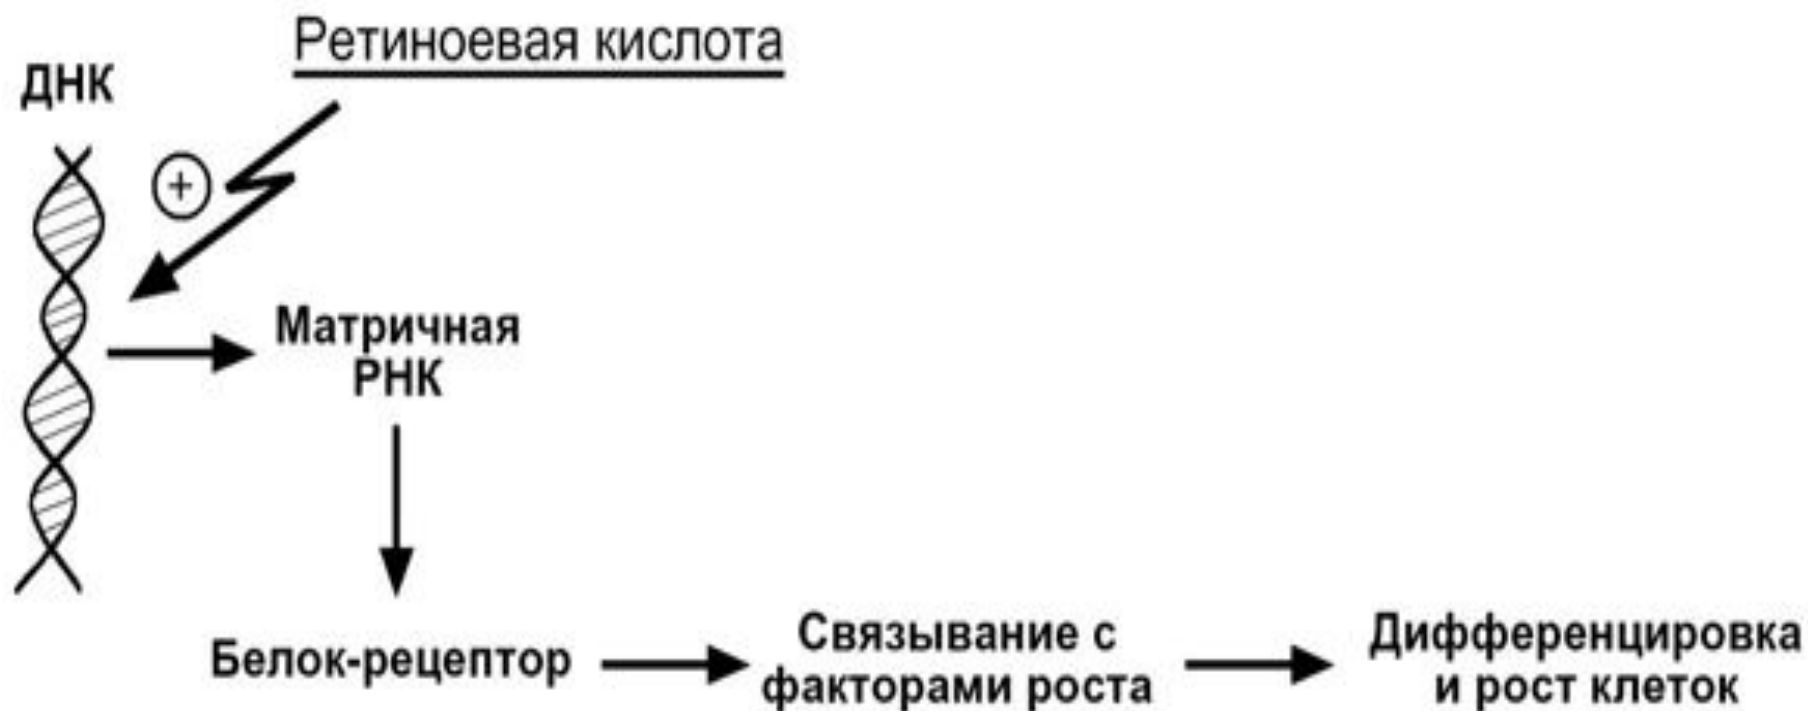 Ретиноевая кислота
ДНК
+
Матричная
РНК
Белок-рецептор
Связывание с
факторами роста
Дифференцировка
и рост клеток